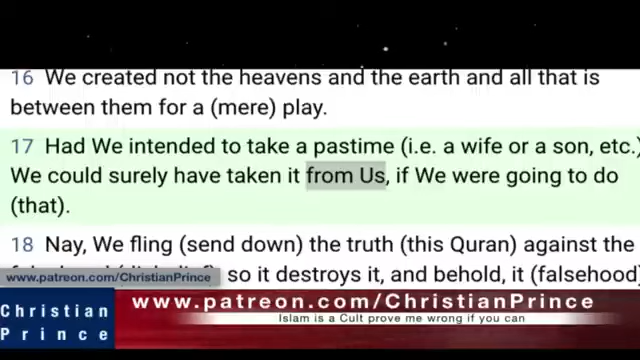 16 We created not the heavens and the earth and all that is
between them for a (mere) play.
17 Had We intended to take a pastime (i.e. a wife or a son, etc.)
We could surely have taken it from Us, if We were going to do
(that).
18 Nay, We fling (send down) the truth (this Quran) against the
so it destroys it, and behold, it (falsehood)
www.patreon.com/ChristianPrince
www.patreon.com/ChristianPrince
Christian
Prince
Islam is a Cult prove me wrong if you can